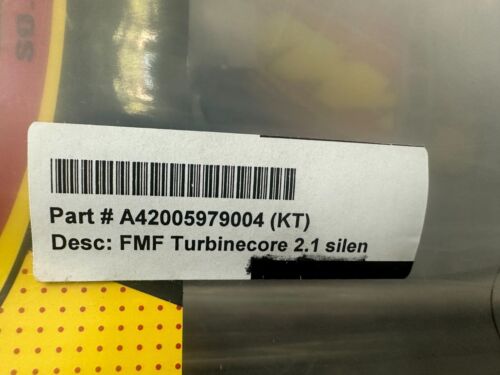 Part # A42005979004 (KT)
Desc: FMF Turbinecore 2.1 silen